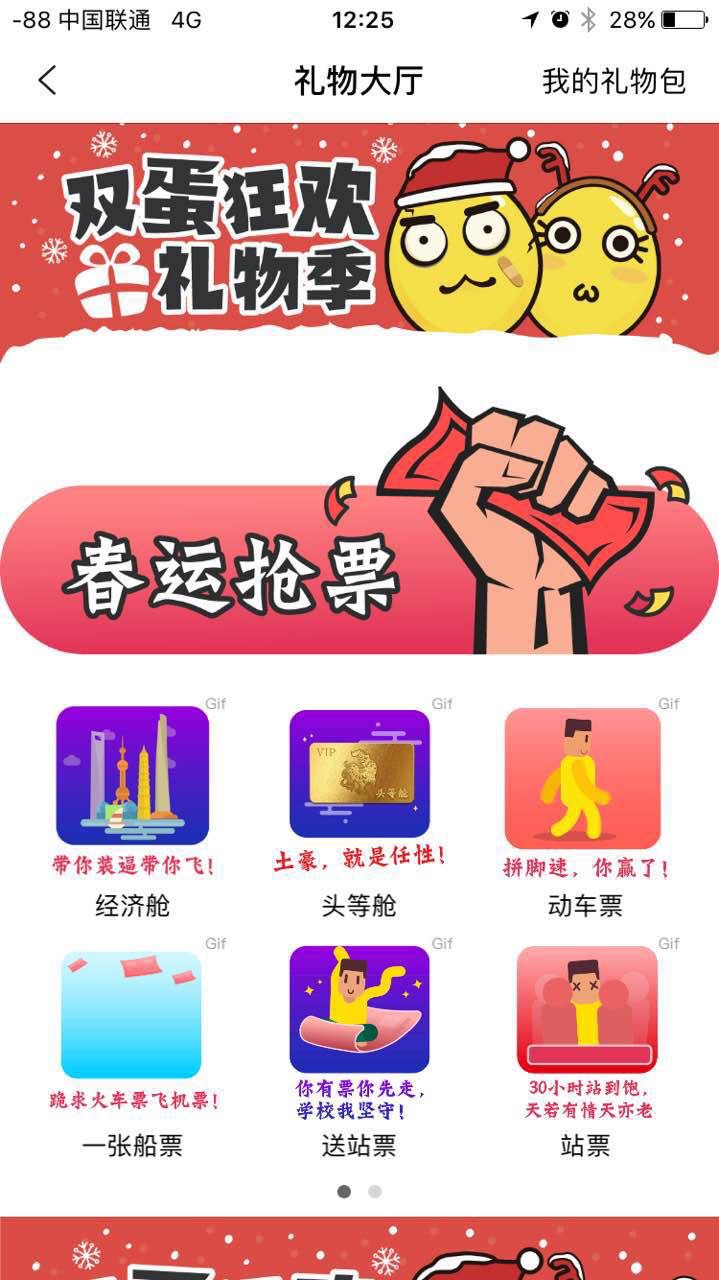 -88 中国联通 4G 12:25 28%
礼物大厅 我的礼物包
双蛋狂欢
礼物季
春运抢票
Gif Gif Gif
VIP
头等舱
带你装逼带你飞！ 土豪，就是任性！ 拼脚速，你赢了！
经济舱 头等舱 动车票
Gif Gif Gif
跪求火车票飞机票！ 你有票你先走，
学校我坚守！ 30小时站到饱，
天若有情天亦老
一张船票 送站票 站票